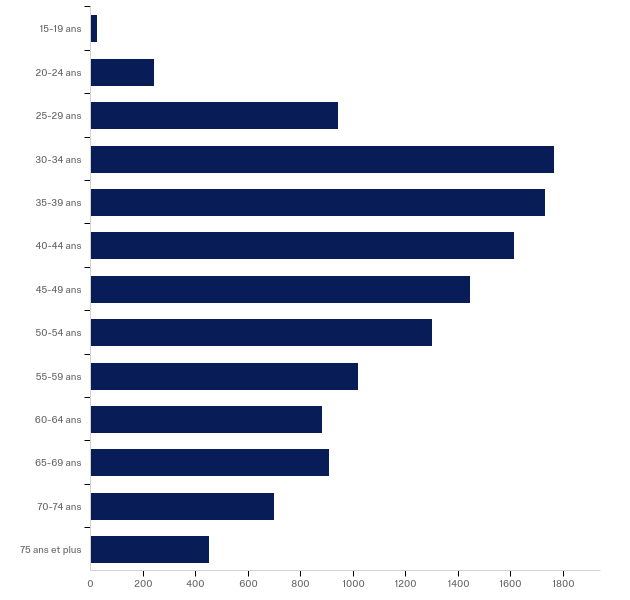 15-19 ans
20-24 ans
25-29 ans
30-34 ans
35-39 ans
40-44 ans
45-49 ans
50-54 ans
55-59 ans
60-64 ans
65-69 ans
70-74 ans
75 ans et plus
0 200 400 600 800 1000 1200 1400 1600 1800